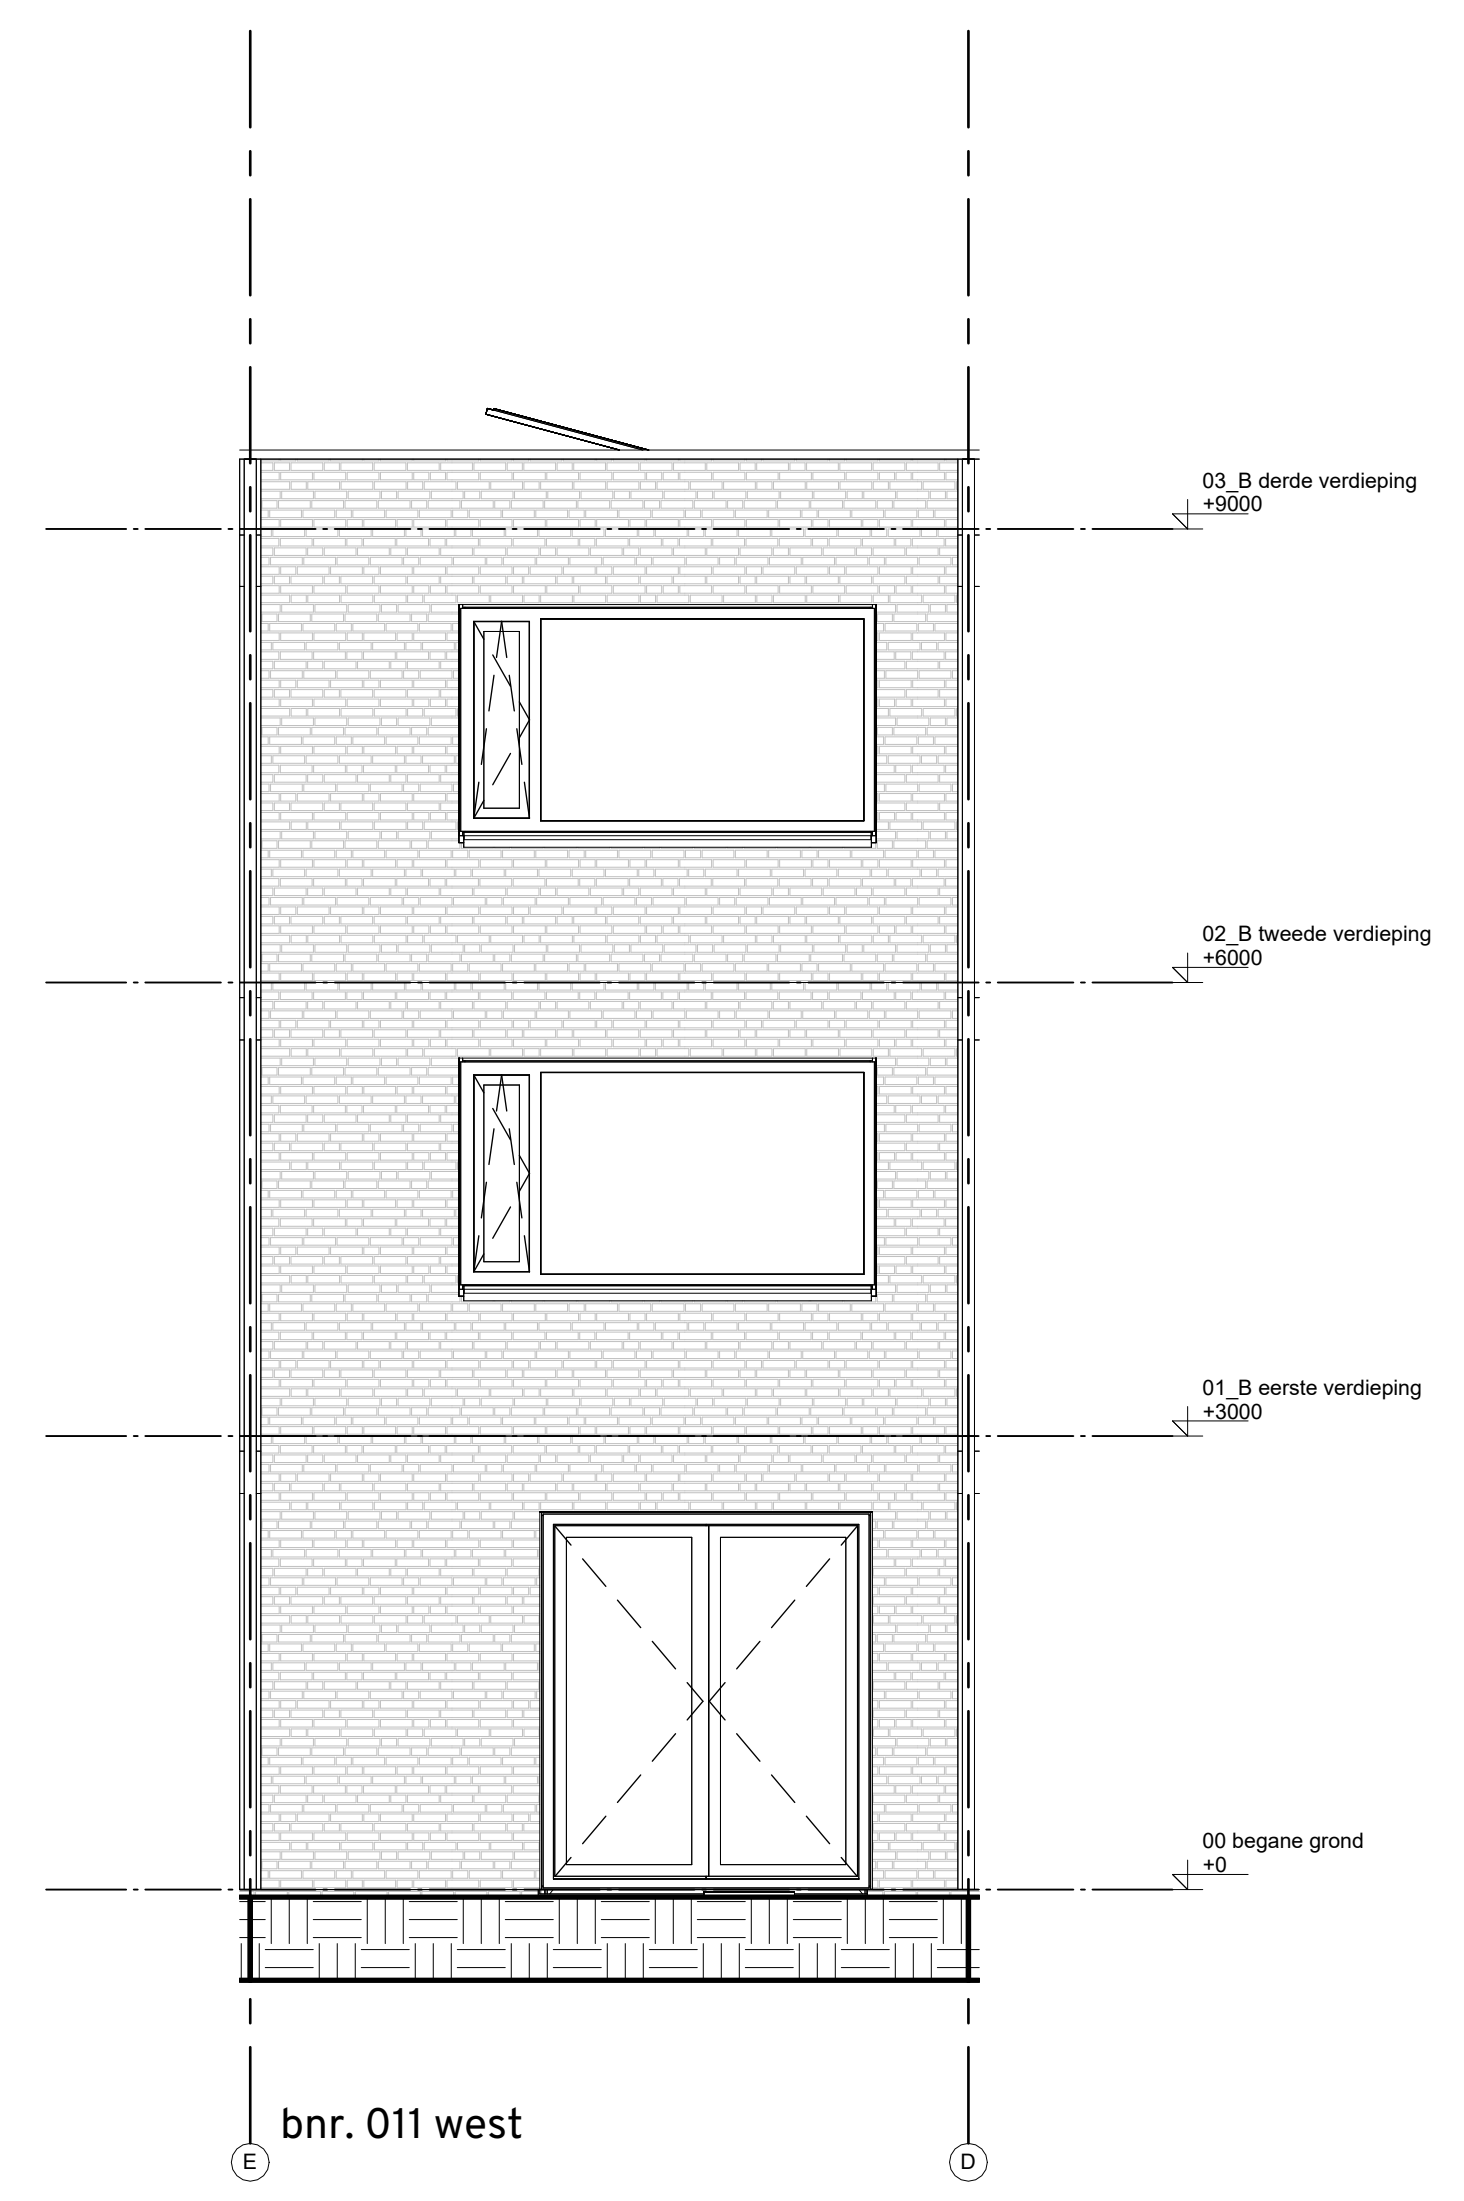 03_B derde verdieping
+9000
02_B tweede verdieping
+6000
01_B eerste verdieping
+3000
00 begane grond
+0
bnr. 011 west
E
D